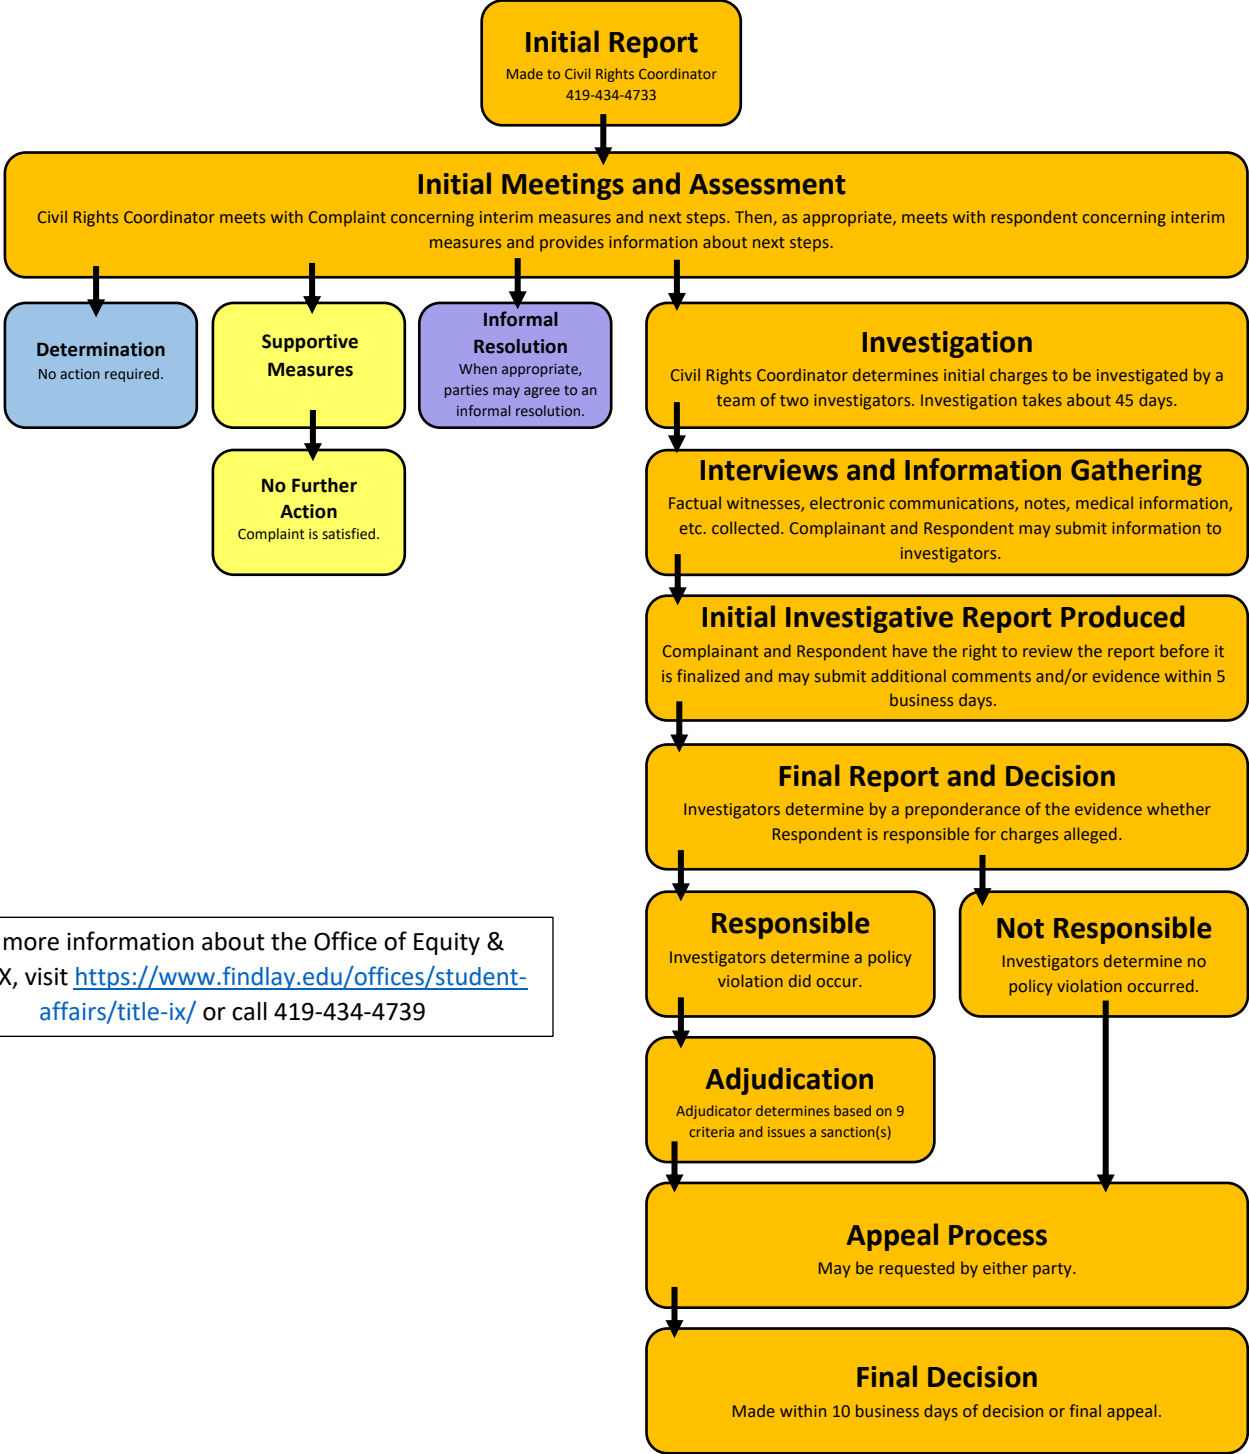 Initial Report
Made to Civil Rights Coordinator
419-434-4733
Initial Meetings and Assessment
Civil Rights Coordinator meets with Complaint concerning interim measures and next steps. Then, as appropriate, meets with respondent concerning interim
measures and provides information about next steps.
Determination
No action required.
Supportive
Measures
Informal
Resolution
When appropriate,
parties may agree to an
informal resolution.
Investigation
Civil Rights Coordinator determines initial charges to be investigated by a
team of two investigators. Investigation takes about 45 days.
No Further
Action
Complaint is satisfied.
Interviews and Information Gathering
Factual witnesses, electronic communications, notes, medical information,
etc. collected. Complainant and Respondent may submit information to
investigators.
Initial Investigative Report Produced
Complainant and Respondent have the right to review the report before it
is finalized and may submit additional comments and/or evidence within 5
business days.
Final Report and Decision
Investigators determine by a preponderance of the evidence whether
Respondent is responsible for charges alleged.
Responsible
Investigators determine a policy
violation did occur.
Not Responsible
Investigators determine no
policy violation occurred.
more information about the Office of Equity &
X, visit https://www.findlay.edu/offices/student-
affairs/title-ix/ or call 419-434-4739
Adjudication
Adjudicator determines based on 9
criteria and issues a sanction(s)
Appeal Process
May be requested by either party.
Final Decision
Made within 10 business days of decision or final appeal.